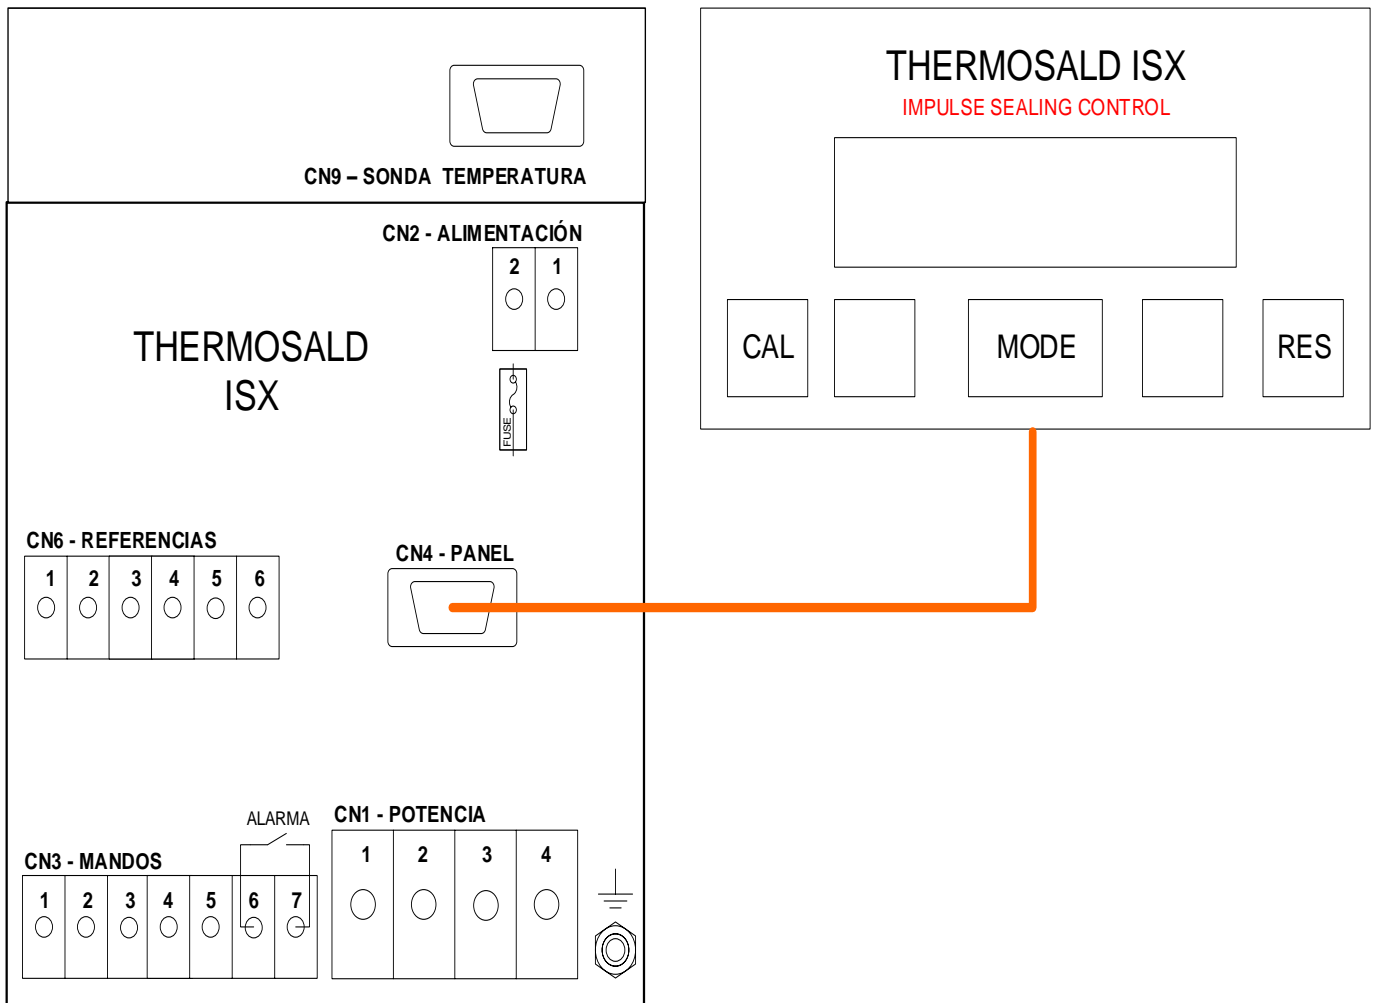 CN9 – SONDA TEMPERATURA
CN2 - ALIMENTACIÓN
2 1
FUSE
THERMOSALD
ISX
CN6 - REFERENCIAS
1 2 3 4 5 6
CN4 - PANEL
ALARMA
CN3 - MANDOS
1 2 3 4 5 6 7
CN1 - POTENCIA
1 2 3 4
THERMOSALD ISX
IMPULSE SEALING CONTROL
CAL MODE RES